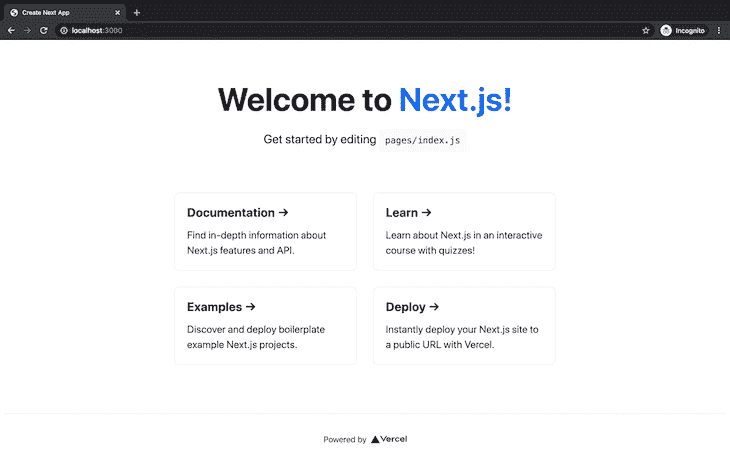 Create Next App
localhost:3000
Incognito
Welcome to Next.js!
Get started by editing pages/index.js
Documentation →
Find in-depth information about
Next.js features and API.
Learn →
Learn about Next.js in an interactive
course with quizzes!
Examples →
Discover and deploy boilerplate
example Next.js projects.
Deploy →
Instantly deploy your Next.js site to
a public URL with Vercel.
Powered by Vercel